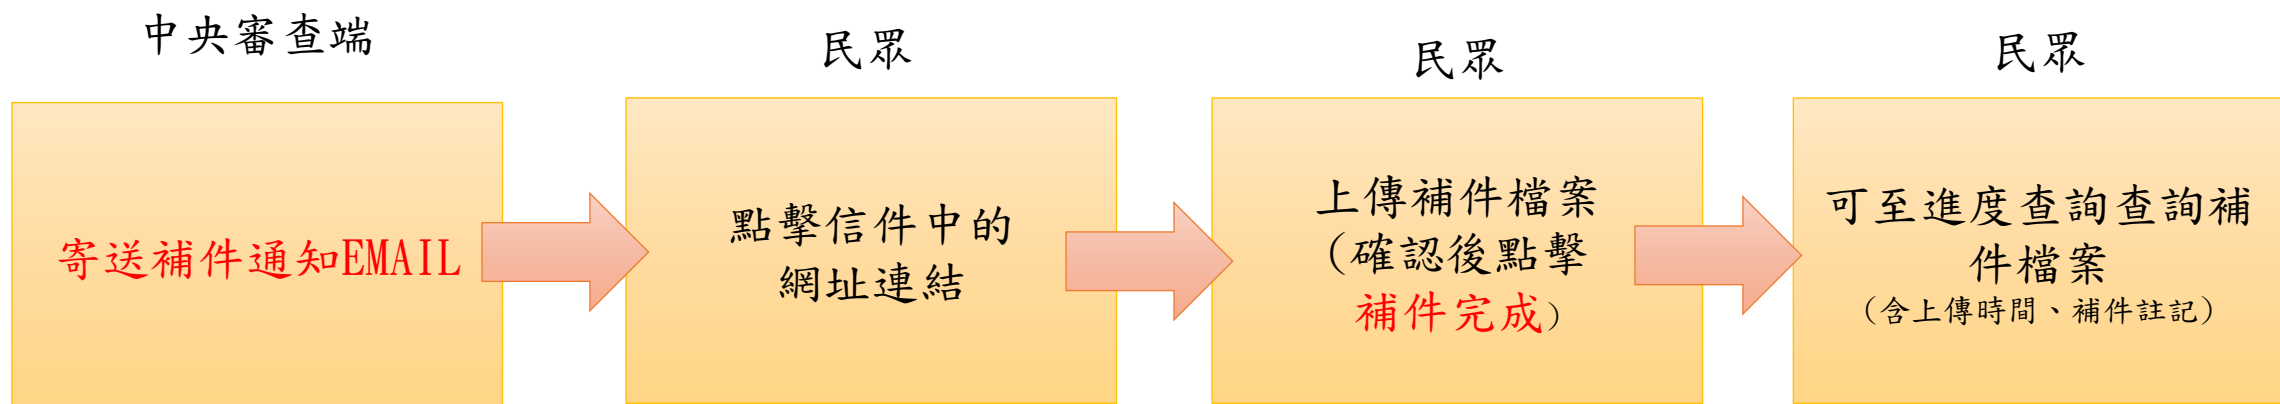 中央審查端
寄送補件通知EMAIL
民眾
點擊信件中的
網址連結
民眾
上傳補件檔案
（確認後點擊
補件完成）
民眾
可至進度查詢查詢補
件檔案
（含上傳時間、補件註記）